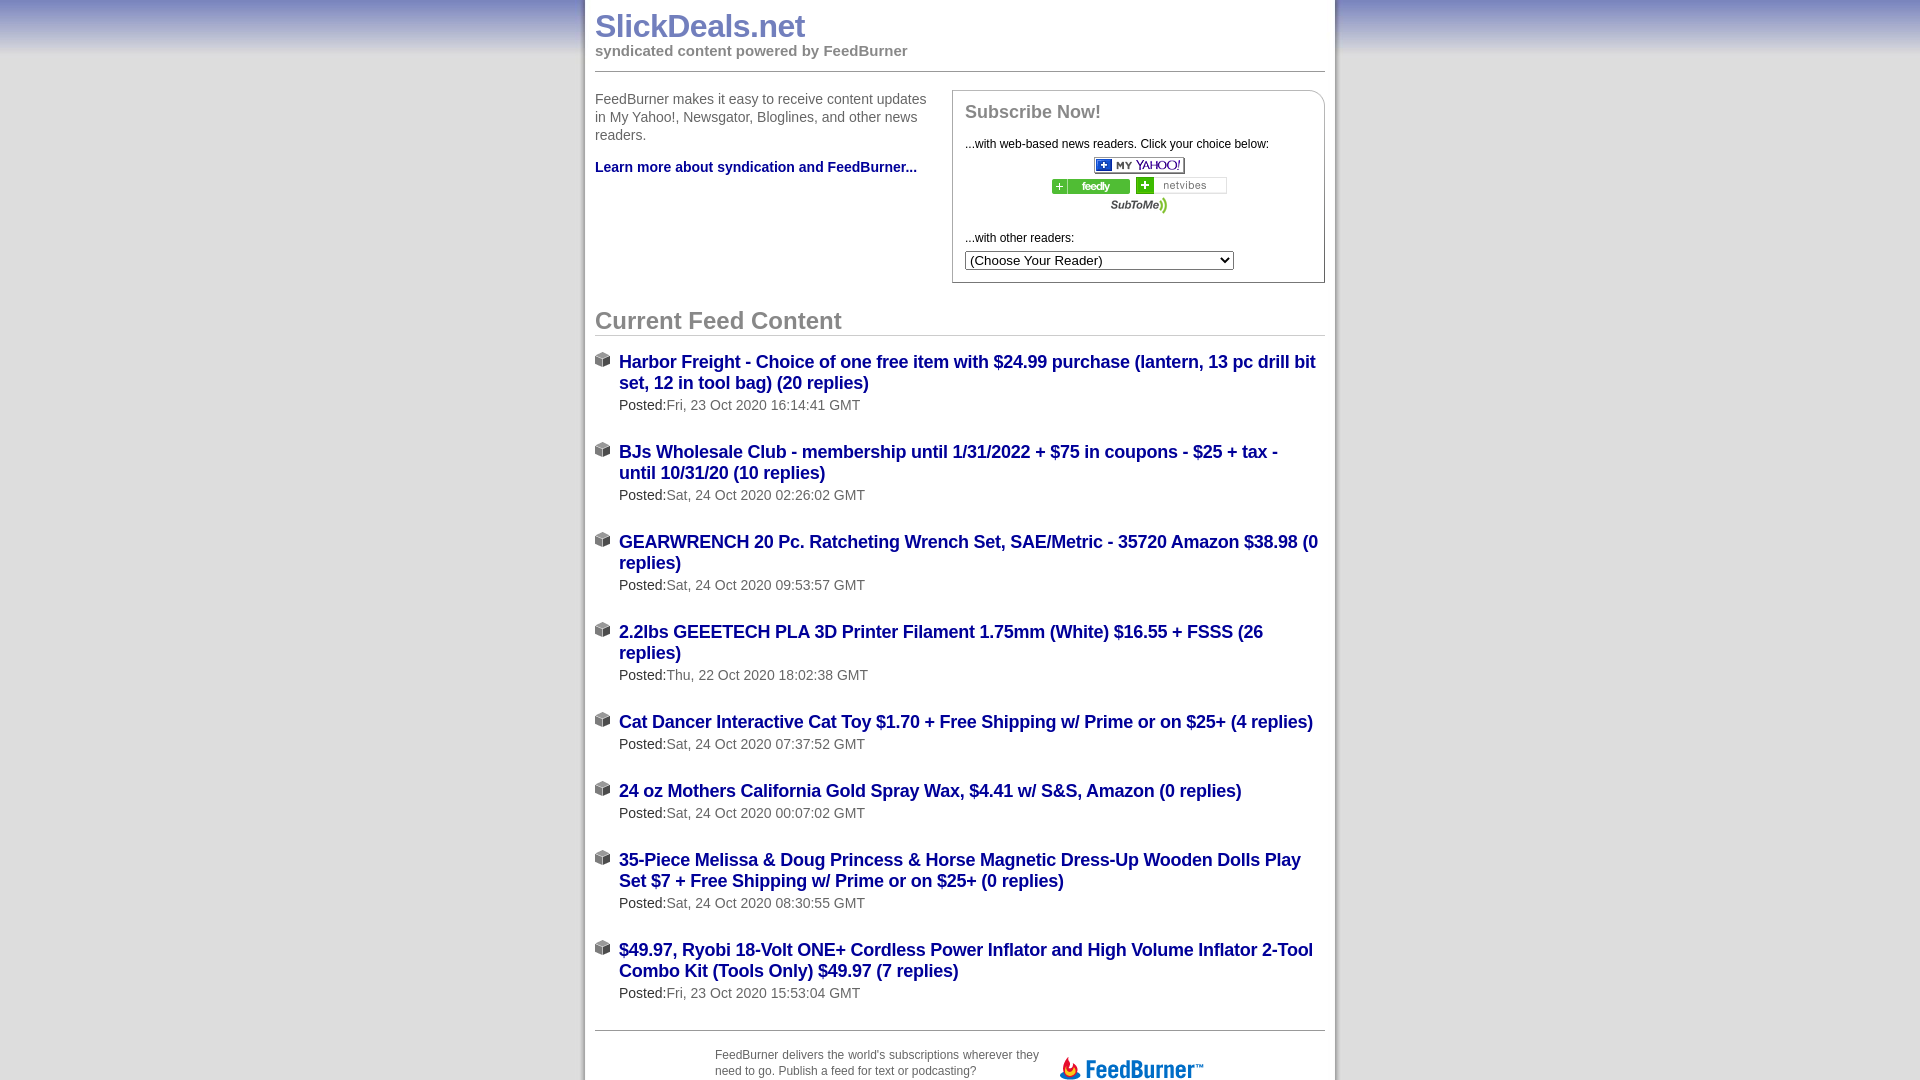 SlickDeals.net
syndicated content powered by FeedBurner
FeedBurner makes it easy to receive content updates
in My Yahoo!, Newsgator, Bloglines, and other news
readers.
Learn more about syndication and FeedBurner...
Subscribe Now!
...with web-based news readers. Click your choice below:
MY YAHOO!
feedly
netvibes
SubToMe
...with other readers:
(Choose Your Reader)
Current Feed Content
Harbor Freight - Choice of one free item with $24.99 purchase (lantern, 13 pc drill bit
set, 12 in tool bag) (20 replies)
Posted:Fri, 23 Oct 2020 16:14:41 GMT
BJs Wholesale Club - membership until 1/31/2022 + $75 in coupons - $25 + tax -
until 10/31/20 (10 replies)
Posted:Sat, 24 Oct 2020 02:26:02 GMT
GEARWRENCH 20 Pc. Ratcheting Wrench Set, SAE/Metric - 35720 Amazon $38.98 (0
replies)
Posted:Sat, 24 Oct 2020 09:53:57 GMT
2.2lbs GEEETECH PLA 3D Printer Filament 1.75mm (White) $16.55 + FSSS (26
replies)
Posted:Thu, 22 Oct 2020 18:02:38 GMT
Cat Dancer Interactive Cat Toy $1.70 + Free Shipping w/ Prime or on $25+ (4 replies)
Posted:Sat, 24 Oct 2020 07:37:52 GMT
24 oz Mothers California Gold Spray Wax, $4.41 w/ S&S, Amazon (0 replies)
Posted:Sat, 24 Oct 2020 00:07:02 GMT
35-Piece Melissa & Doug Princess & Horse Magnetic Dress-Up Wooden Dolls Play
Set $7 + Free Shipping w/ Prime or on $25+ (0 replies)
Posted:Sat, 24 Oct 2020 08:30:55 GMT
$49.97, Ryobi 18-Volt ONE+ Cordless Power Inflator and High Volume Inflator 2-Tool
Combo Kit (Tools Only) $49.97 (7 replies)
Posted:Fri, 23 Oct 2020 15:53:04 GMT
FeedBurner delivers the world's subscriptions wherever they
need to go. Publish a feed for text or podcasting?
FeedBurner™